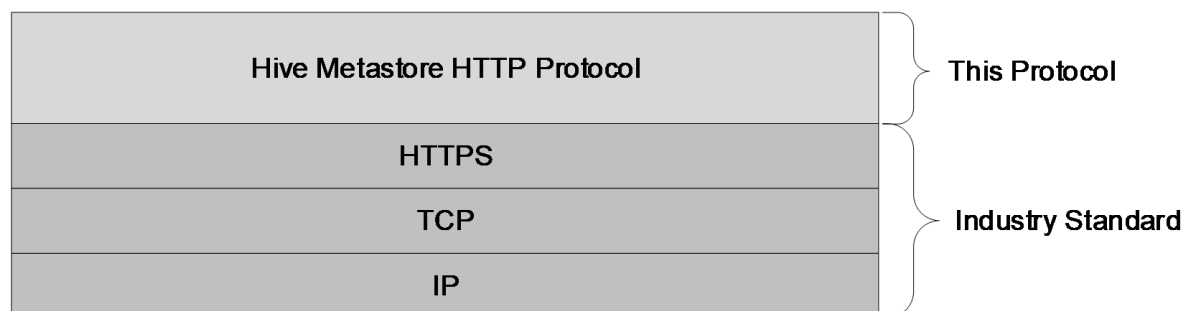 Hive Metastore HTTP Protocol
This Protocol
HTTPS
TCP
Industry Standard
IP